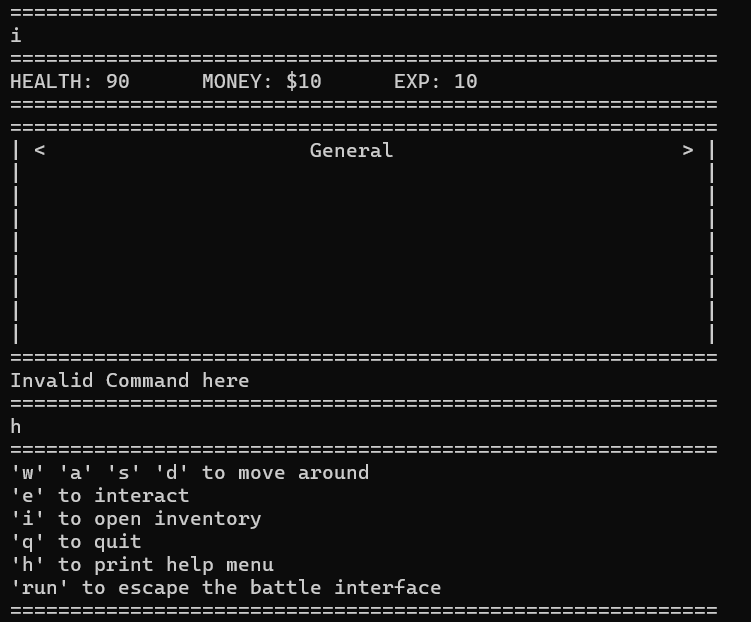 ===========================================================
i
===========================================================
HEALTH: 90      MONEY: $10      EXP: 10
===========================================================
===========================================================
| <                      General                        > |
|                                                         |
|                                                         |
|                                                         |
|                                                         |
|                                                         |
|                                                         |
|                                                         |
|                                                         |
===========================================================
Invalid Command here
===========================================================
h
===========================================================
'w' 'a' 's' 'd' to move around
'e' to interact
'i' to open inventory
'q' to quit
'h' to print help menu
'run' to escape the battle interface
===========================================================